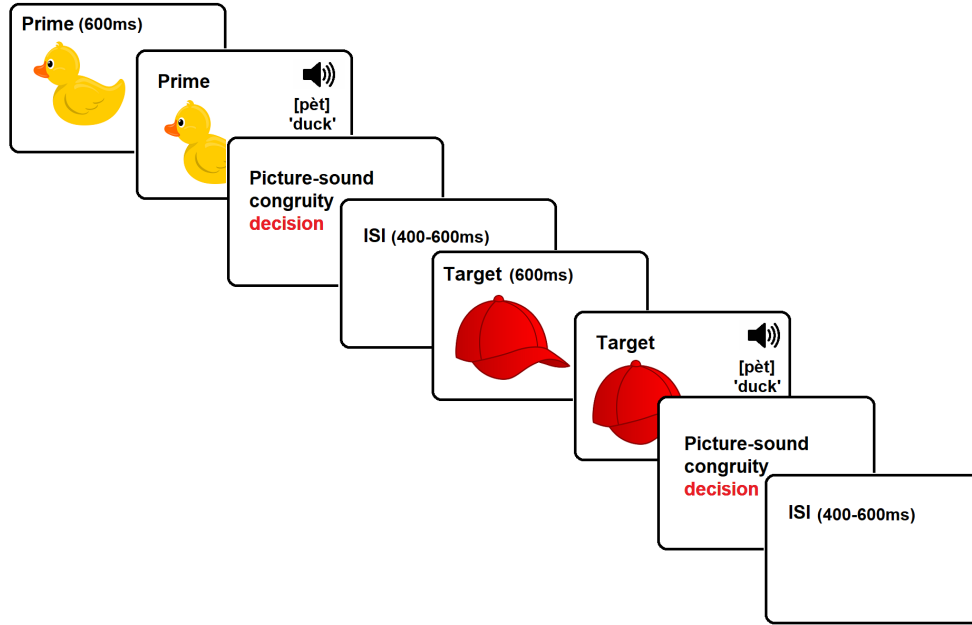 Prime (600ms)
Prime
[pèt]
'duck'
Picture-sound
congruity
decision
ISI (400-600ms)
Target (600ms)
Target
[pèt]
'duck'
Picture-sound
congruity
decision
ISI (400-600ms)